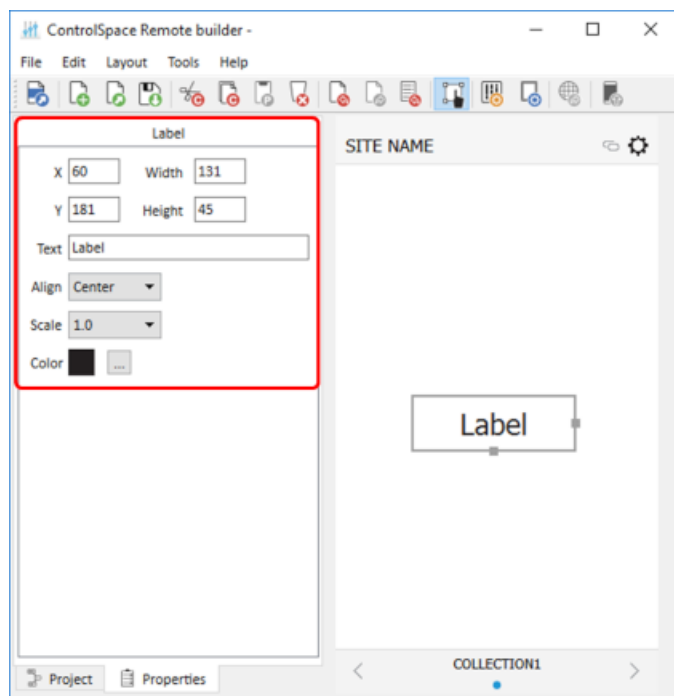 ControlSpace Remote builder -
File Edit Layout Tools Help
Label
X 60 Width 131
Y 181 Height 45
Text Label
Align Center
Scale 1.0
Color ...
SITE NAME
Label
Project Properties
COLLECTION1